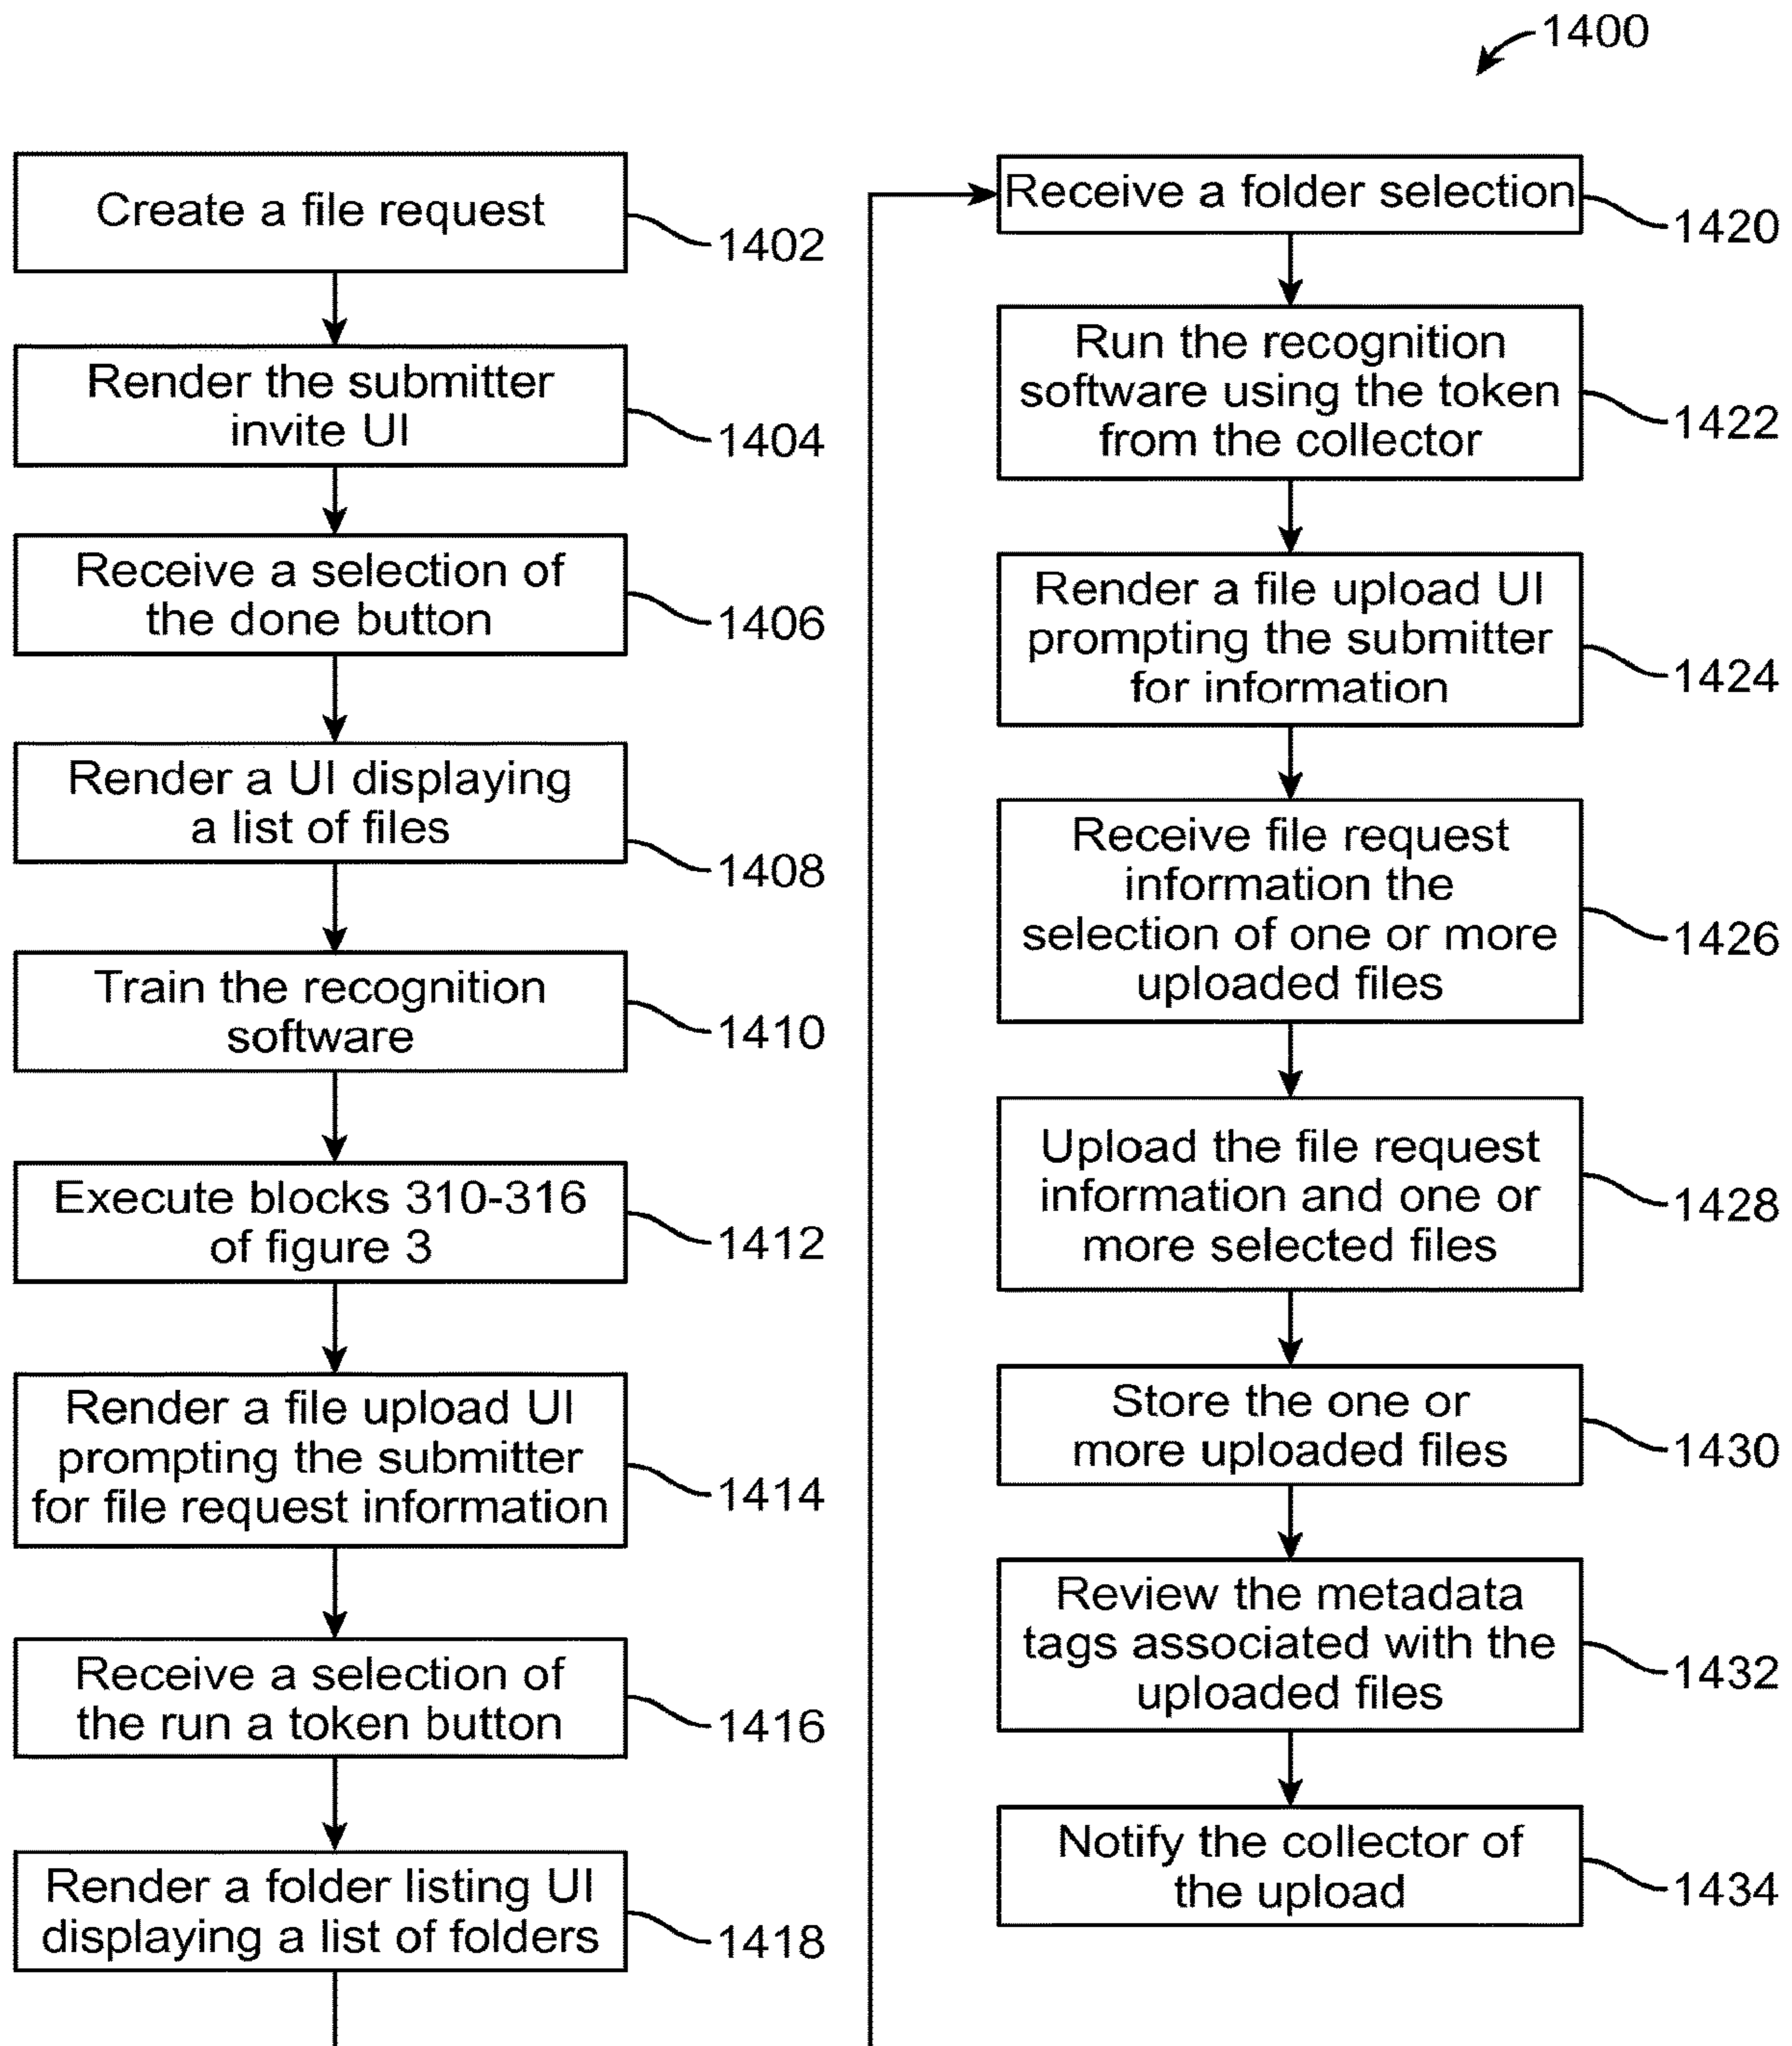 1400
Create a file request
1402
Render the submitter
invite UI
1404
Receive a selection of
the done button
1406
Render a UI displaying
a list of files
1408
Train the recognition
software
1410
Execute blocks 310-316
of figure 3
1412
Render a file upload UI
prompting the submitter
for file request information
1414
Receive a selection of
the run a token button
1416
Render a folder listing UI
displaying a list of folders
1418
Receive a folder selection
1420
Run the recognition
software using the token
from the collector
1422
Render a file upload UI
prompting the submitter
for information
1424
Receive file request
information the
selection of one or more
uploaded files
1426
Upload the file request
information and one or
more selected files
1428
Store the one or
more uploaded files
1430
Review the metadata
tags associated with the
uploaded files
1432
Notify the collector of
the upload
1434